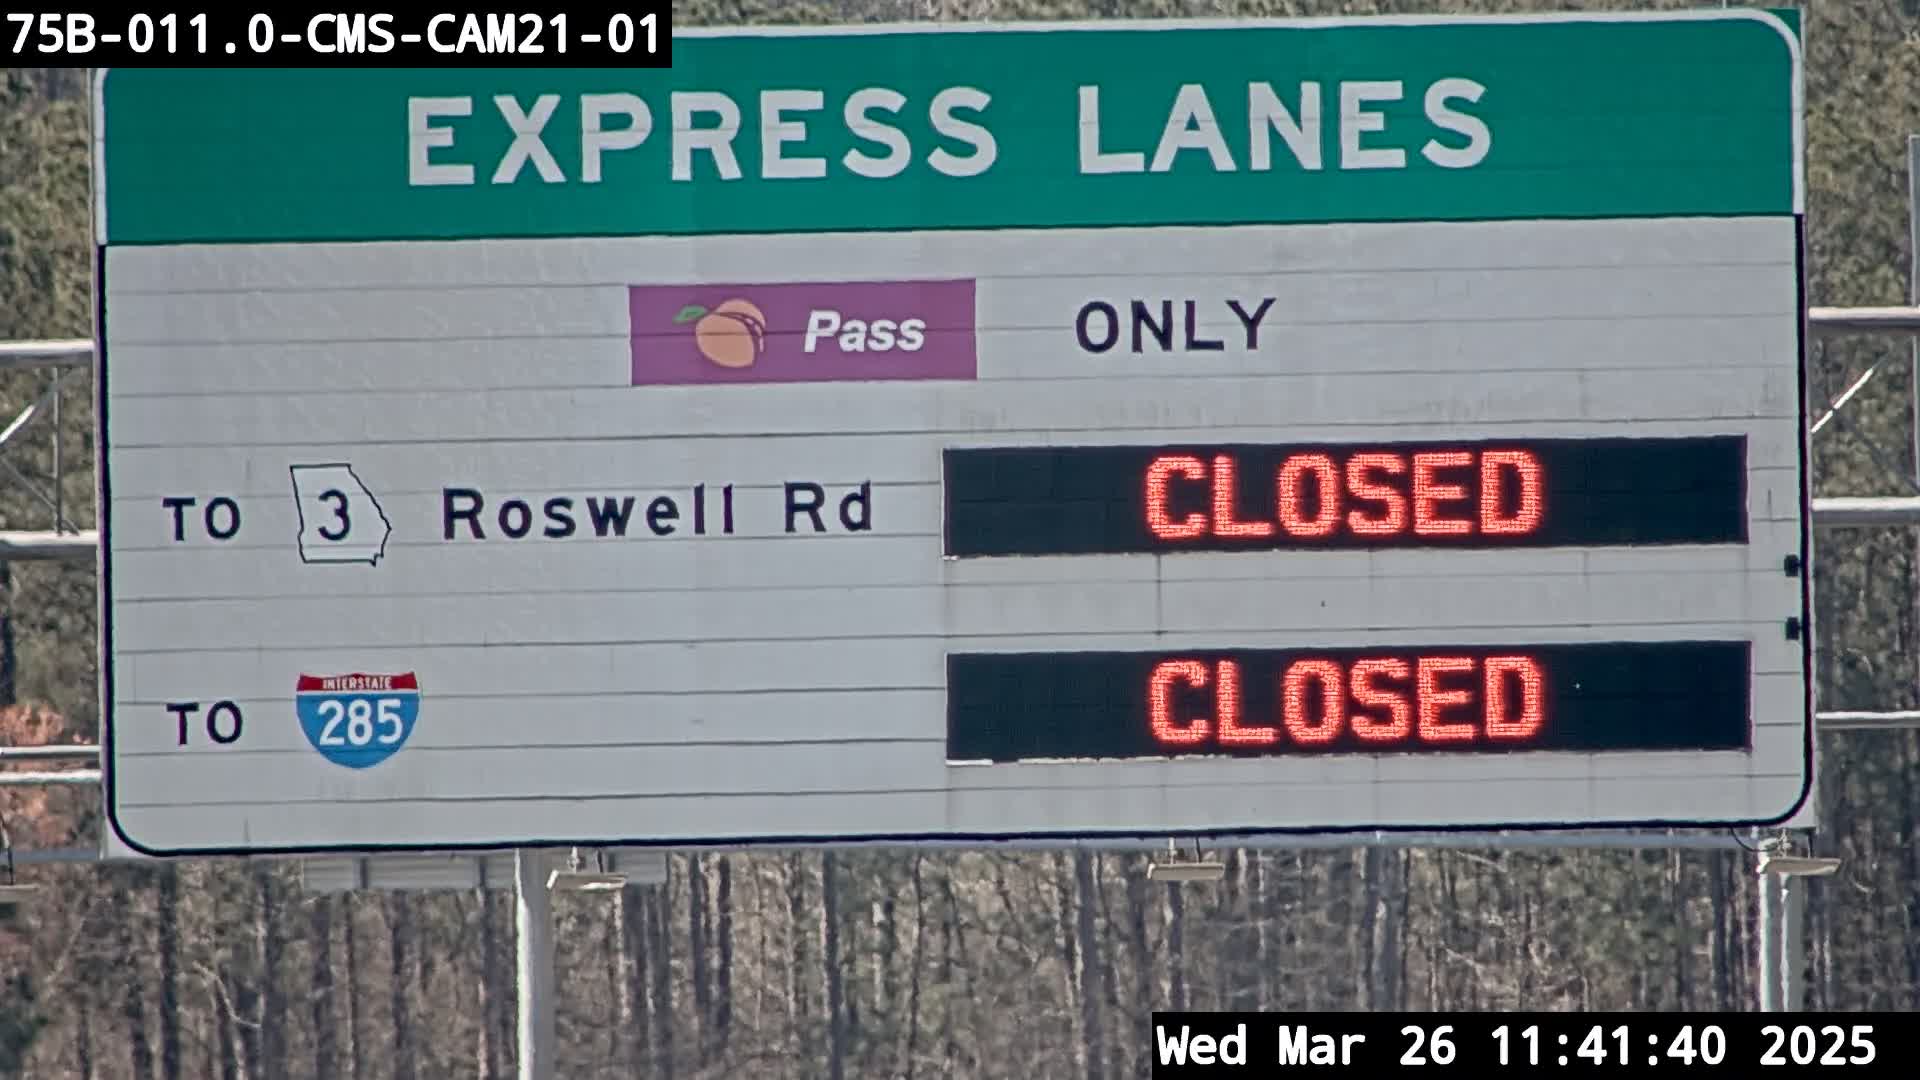 75B-011.0-CMS-CAM21-01
EXPRESS LANES
Pass ONLY
TO 3 Roswell Rd CLOSED
TO INTERSTATE 285 CLOSED
Wed Mar 26 11:41:40 2025